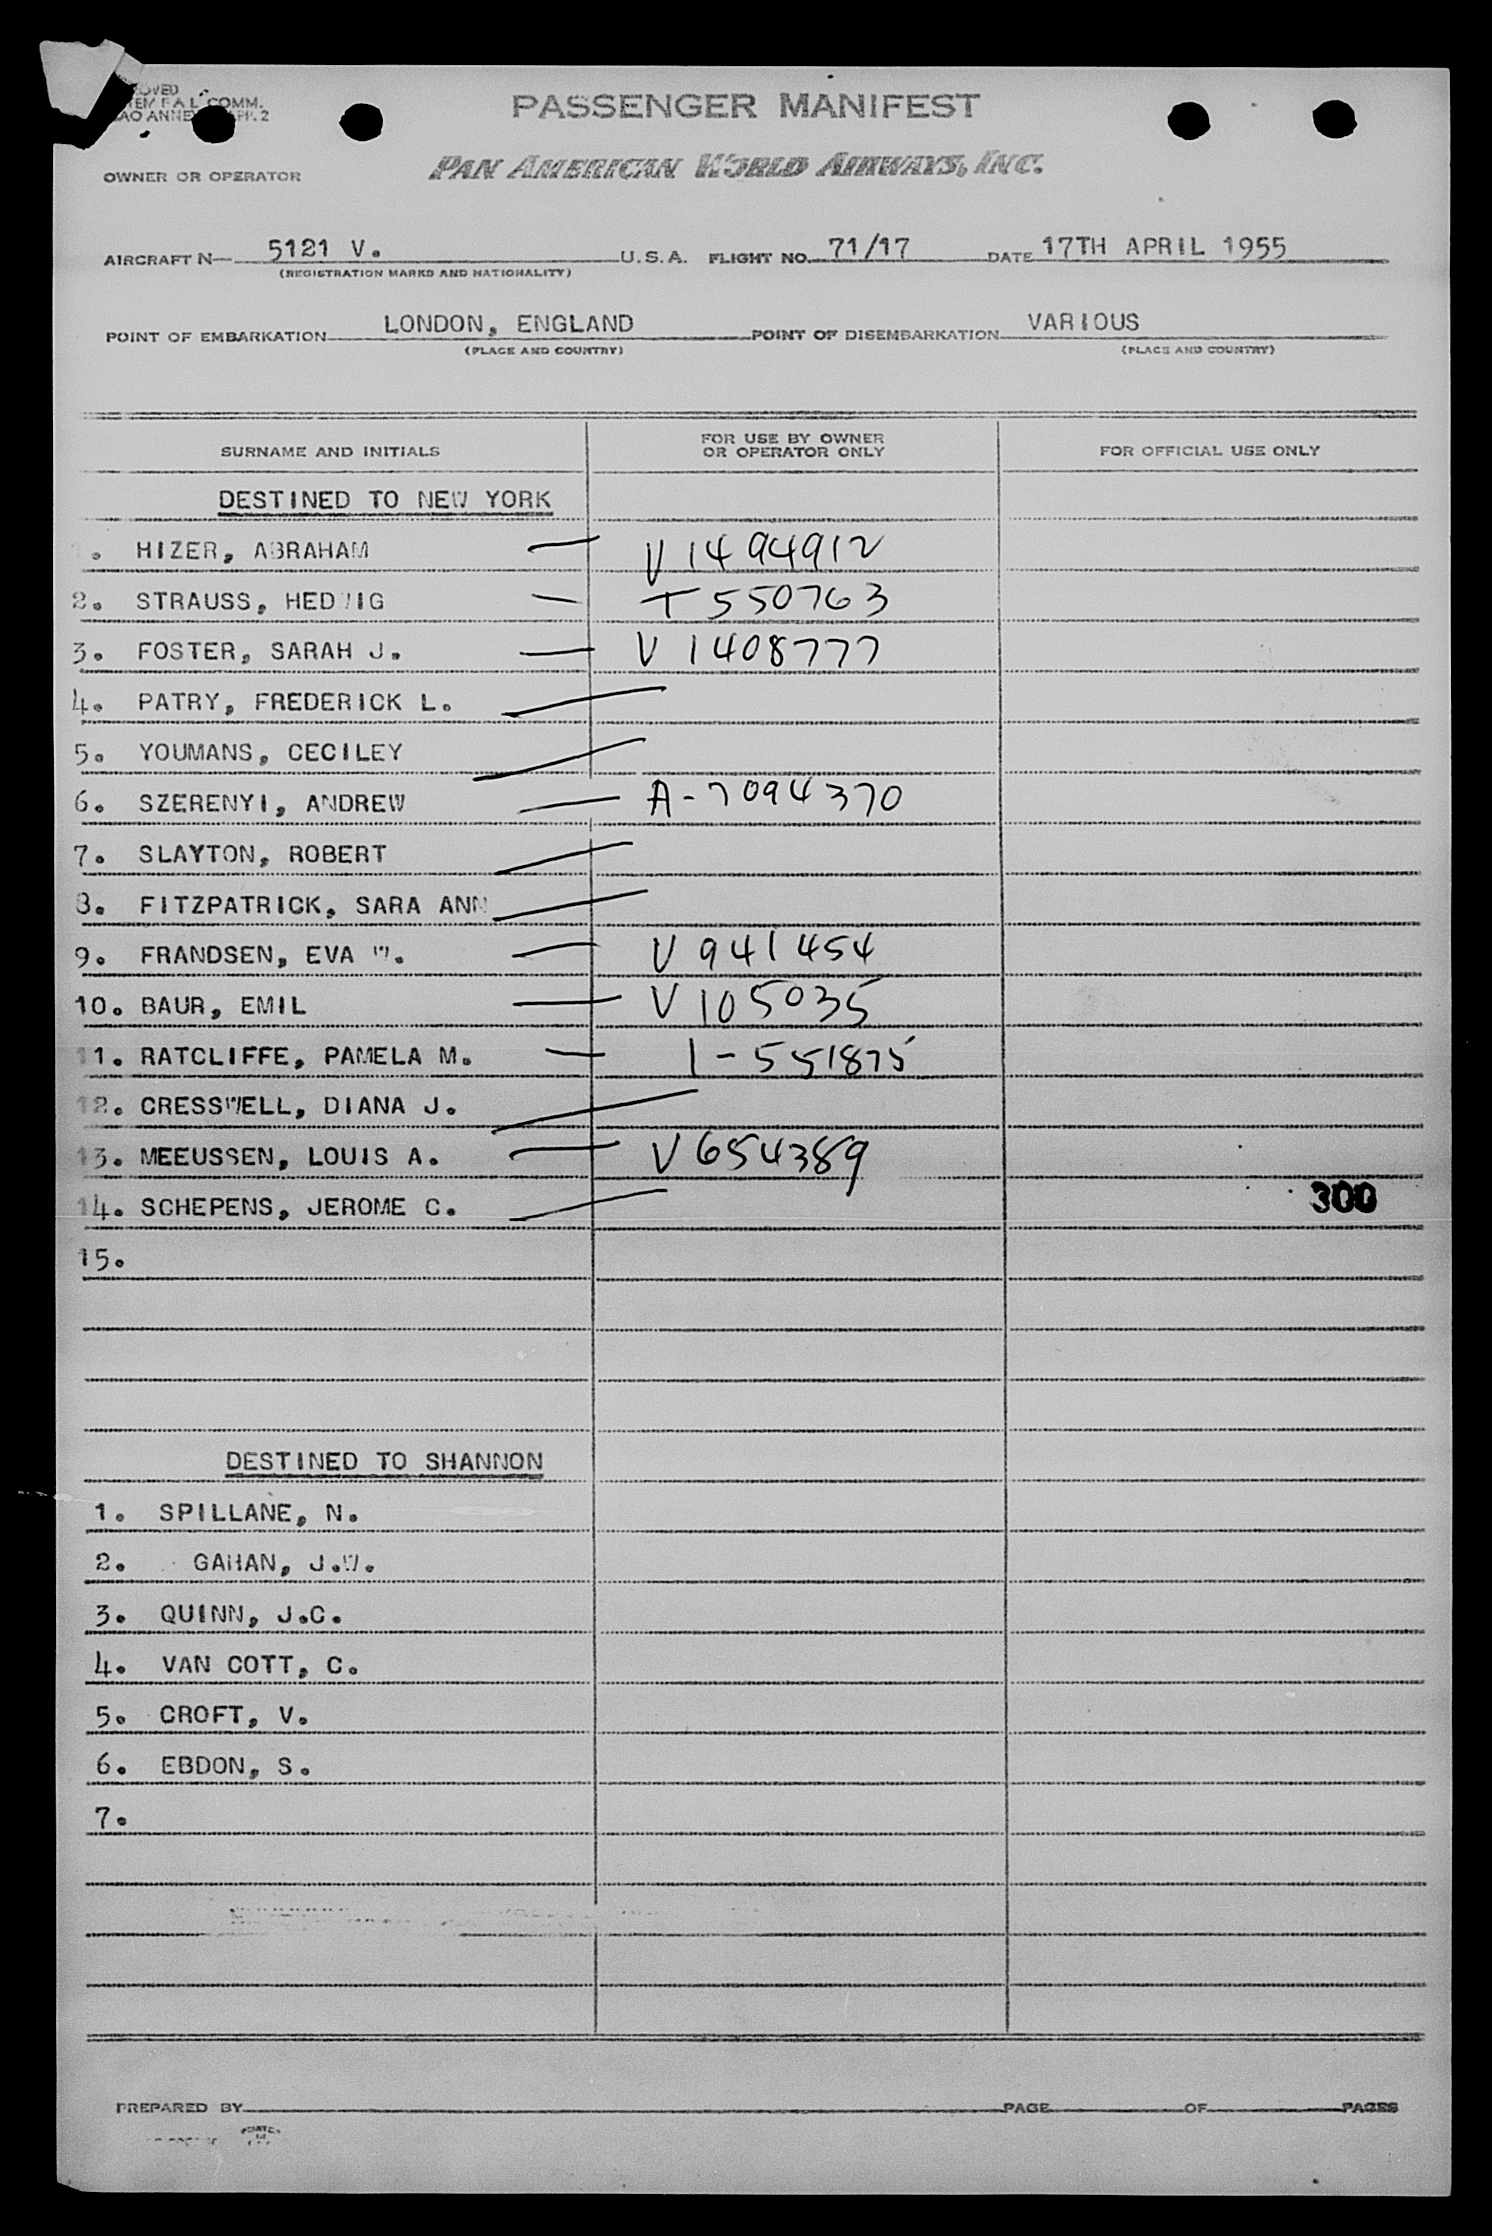 PASSENGER MANIFEST
COMM.
OWNER OR OPERATOR
PAN AMERICAN WORLD AIRWAYS, INC.
AIRCRAFT N— 5121 V. U.S.A. FLIGHT NO. 71/17 DATE 17TH APRIL 1955
(REGISTRATION MARKS AND NATIONALITY)
POINT OF EMBARKATION LONDON, ENGLAND POINT OF DISEMBARKATION VARIOUS
(PLACE AND COUNTRY) (PLACE AND COUNTRY)
SURNAME AND INITIALS FOR USE BY OWNER OR OPERATOR ONLY FOR OFFICIAL USE ONLY
DESTINED TO NEW YORK
1. HIZER, ABRAHAM — V 1494912
2. STRAUSS, HEDWIG — T 550763
3. FOSTER, SARAH J. — V 1408777
4. PATRY, FREDERICK L.
5. YOUMANS, CECILEY
6. SZERENYI, ANDREW — A-7094370
7. SLAYTON, ROBERT
8. FITZPATRICK, SARA ANN
9. FRANDSEN, EVA W. — V 941454
10. BAUR, EMIL — V 105035
11. RATCLIFFE, PAMELA M. — 1-551875
12. CRESSWELL, DIANA J.
13. MEEUSSEN, LOUIS A. — V654389
14. SCHEPENS, JEROME C. 300
15.
DESTINED TO SHANNON
1. SPILLANE, N.
2. GAHAN, J.W.
3. QUINN, J.C.
4. VAN COTT, C.
5. CROFT, V.
6. EBDON, S.
7.
PREPARED BY PAGE OF PAGES